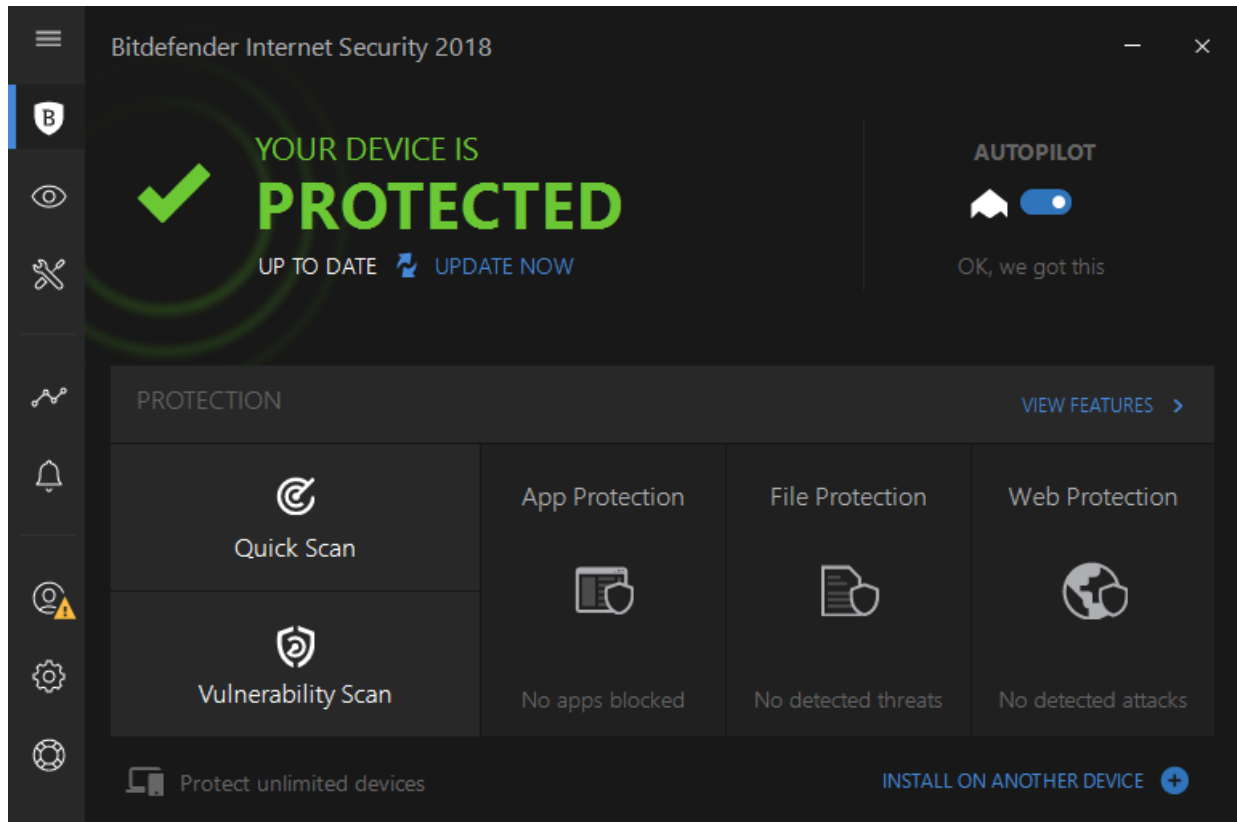 Bitdefender Internet Security 2018
B
YOUR DEVICE IS
PROTECTED
UP TO DATE UPDATE NOW
AUTOPILOT
OK, we got this
PROTECTION
VIEW FEATURES
Quick Scan
Vulnerability Scan
App Protection
No apps blocked
File Protection
No detected threats
Web Protection
No detected attacks
Protect unlimited devices
INSTALL ON ANOTHER DEVICE